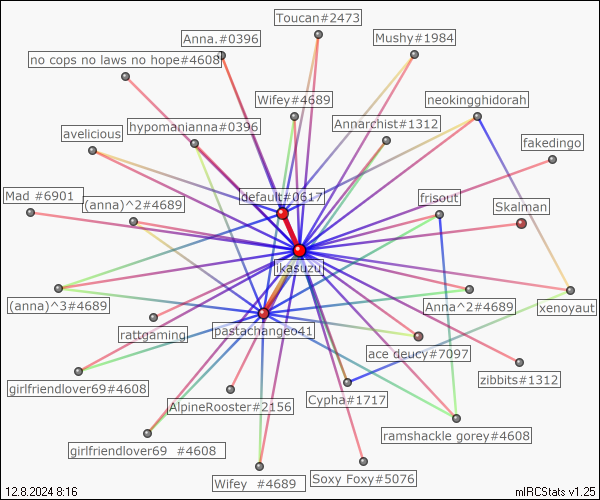 Toucan#2473
Anna.#0396
Mushy#1984
no cops no laws no hope#4608
Wifey#4689
neokingghidorah
hypomanianna#0396
Annarchist#1312
avelicious
fakedingo
default#0617
Mad #6901
(anna)^2#4689
frisout
Skalman
ikasuzu
(anna)^3#4689
Anna^2#4689
xenoyaut
rattgaming
pastachangeo41
ace deucy#7097
girlfriendlover69#4608
zibbits#1312
AlpineRooster#2156
Cypha#1717
ramshackle gorey#4608
girlfriendlover69 #4608
Wifey #4689
Soxy Foxy#5076
12.8.2024 8:16
mIRCStats v1.25